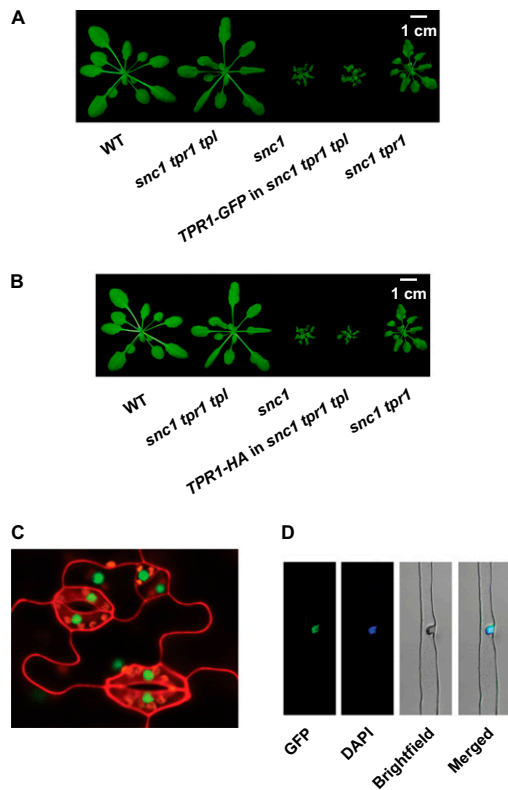 A
1 cm
WT
snc1 tpr1 tpl
snc1
TPR1-GFP in snc1 tpr1 tpl
snc1 tpr1
B
1 cm
WT
snc1 tpr1 tpl
snc1
TPR1-HA in snc1 tpr1 tpl
snc1 tpr1
C
D
GFP
DAPI
Brightfield
Merged